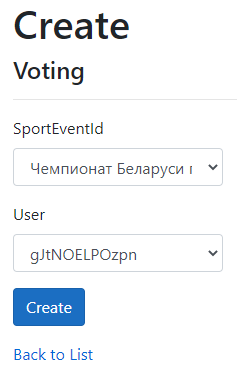 Create
Voting
SportEventId
Чемпионат Беларуси
User
gJtNOELPOzpn
Create
Back to List